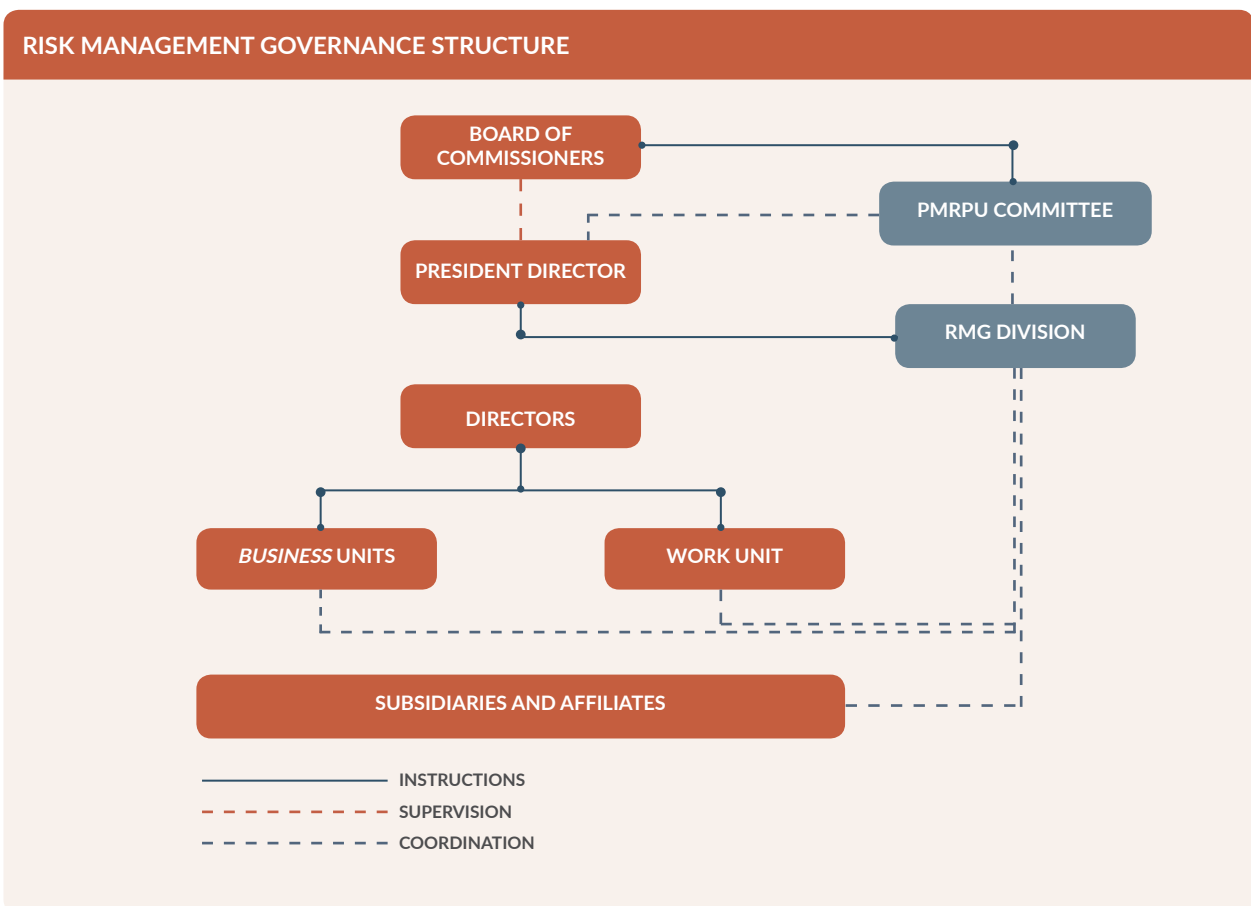 RISK MANAGEMENT GOVERNANCE STRUCTURE
BOARD OF
COMMISSIONERS
PMRPU COMMITTEE
PRESIDENT DIRECTOR
RMG DIVISION
DIRECTORS
BUSINESS UNITS
WORK UNIT
SUBSIDIARIES AND AFFILIATES
INSTRUCTIONS
SUPERVISION
COORDINATION